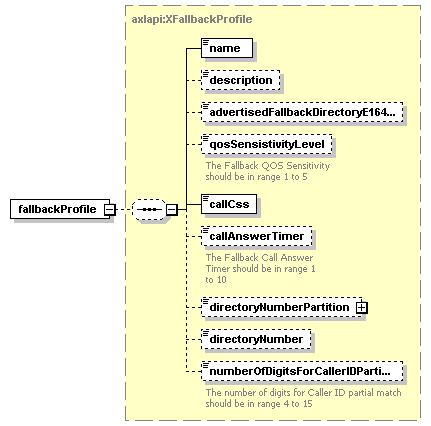 axlapi:XFallbackProfile
name
description
advertisedFallbackDirectoryE164...
qosSensistivityLevel
The Fallback QOS Sensitivity
should be in range 1 to 5
fallbackProfile
callCss
callAnswerTimer
The Fallback Call Answer
Timer should be in range 1
to 10
directoryNumberPartition
directoryNumber
numberOfDigitsForCallerIDParti...
The number of digits for Caller ID partial match
should be in range 4 to 15